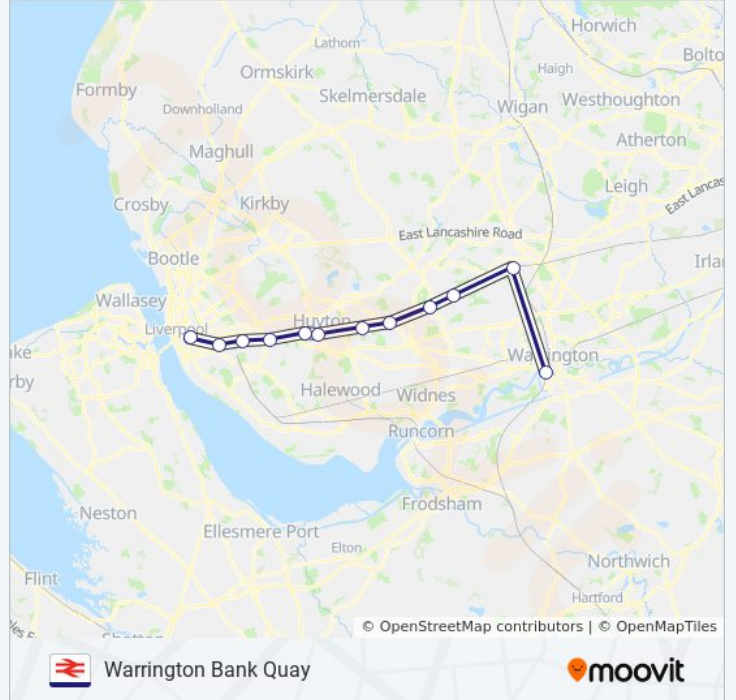 Horwich
Lathom
Bolto
Haigh
Ormskirk
Formby
Skelmersdale
Westhoughton
Wigan
Downholland
Atherton
Maghull
Leigh
East Lancas
Crosby
Kirkby
East Lancashire Road
Bootle
Irla
Wallasey
Liverpool
Huyton
ake
Warrington
rby
Halewood
Widnes
Runcorn
Frodsham
Neston
Ellesmere Port
Elton
Northwich
Flint
Hartford
© OpenStreetMap contributors | © OpenMapTiles
Warrington Bank Quay
moovit